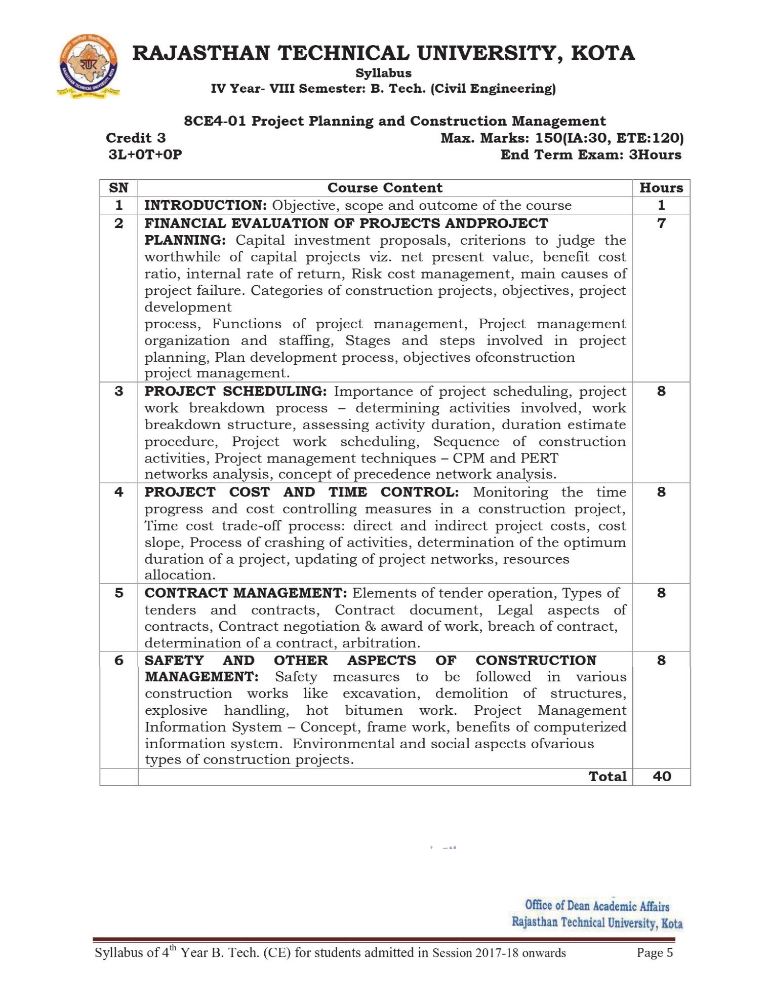 RAJASTHAN TECHNICAL UNIVERSITY, KOTA
Syllabus
IV Year- VIII Semester: B. Tech. (Civil Engineering)
8CE4-01 Project Planning and Construction Management
Credit 3 Max. Marks: 150(IA:30, ETE:120)
3L+0T+0P End Term Exam: 3Hours
SN Course Content Hours
1 INTRODUCTION: Objective, scope and outcome of the course 1
2 FINANCIAL EVALUATION OF PROJECTS ANDPROJECT 7
PLANNING: Capital investment proposals, criterions to judge the
worthwhile of capital projects viz. net present value, benefit cost
ratio, internal rate of return, Risk cost management, main causes of
project failure. Categories of construction projects, objectives, project
development
process, Functions of project management, Project management
organization and staffing, Stages and steps involved in project
planning, Plan development process, objectives ofconstruction
project management.
3 PROJECT SCHEDULING: Importance of project scheduling, project 8
work breakdown process – determining activities involved, work
breakdown structure, assessing activity duration, duration estimate
procedure, Project work scheduling, Sequence of construction
activities, Project management techniques – CPM and PERT
networks analysis, concept of precedence network analysis.
4 PROJECT COST AND TIME CONTROL: Monitoring the time 8
progress and cost controlling measures in a construction project,
Time cost trade-off process: direct and indirect project costs, cost
slope, Process of crashing of activities, determination of the optimum
duration of a project, updating of project networks, resources
allocation.
5 CONTRACT MANAGEMENT: Elements of tender operation, Types of 8
tenders and contracts, Contract document, Legal aspects of
contracts, Contract negotiation & award of work, breach of contract,
determination of a contract, arbitration.
6 SAFETY AND OTHER ASPECTS OF CONSTRUCTION 8
MANAGEMENT: Safety measures to be followed in various
construction works like excavation, demolition of structures,
explosive handling, hot bitumen work. Project Management
Information System – Concept, frame work, benefits of computerized
information system. Environmental and social aspects ofvarious
types of construction projects.
Total 40
Office of Dean Academic Affairs
Rajasthan Technical University, Kota
Syllabus of 4th Year B. Tech. (CE) for students admitted in Session 2017-18 onwards Page 5